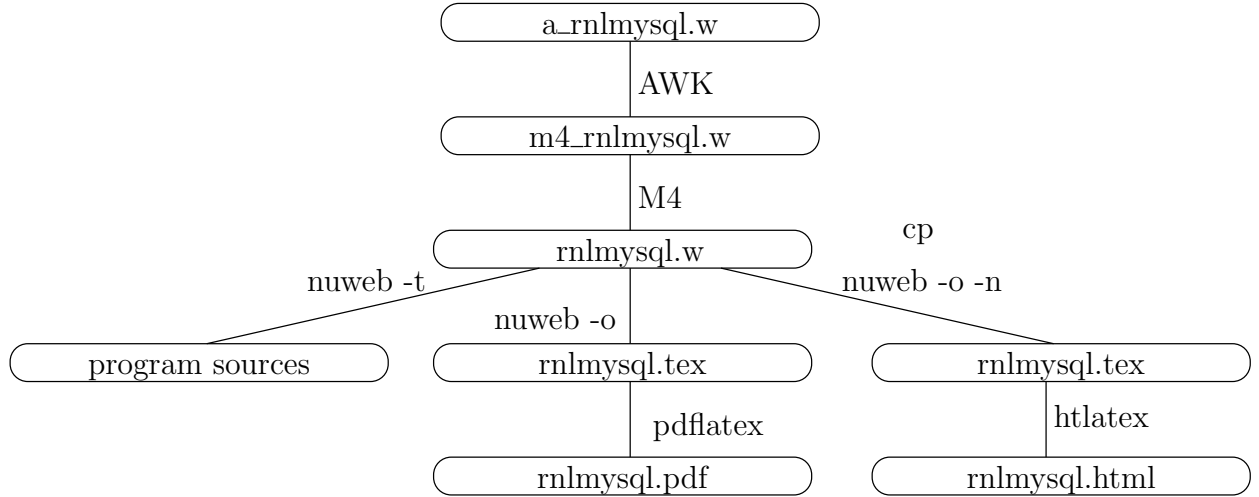 a_rnlmysql.w
AWK
m4_rnlmysql.w
M4
cp
rnlmysql.w
nuweb -t
nuweb -o -n
nuweb -o
program sources
rnlmysql.tex
rnlmysql.tex
pdflatex
htlatex
rnlmysql.pdf
rnlmysql.html